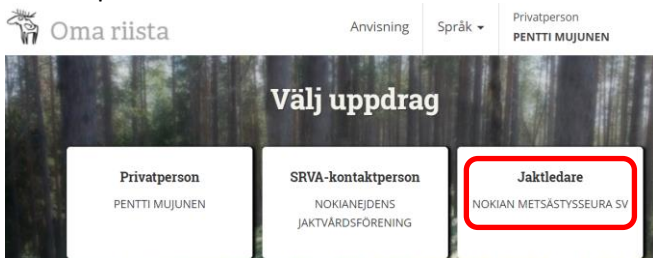 Oma riista
Anvisning
Språk
Privatperson
PENTTI MUJUNEN
Välj uppdrag
Privatperson
PENTTI MUJUNEN
SRVA-kontaktperson
NOKIANEJDENS
JAKTVÅRDSFÖRENING
Jaktledare
NOKIAN METSÄSTYSSEURA SV